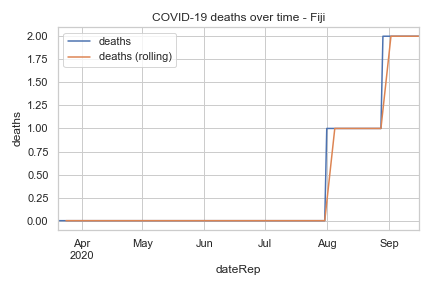 COVID-19 deaths over time - Fiji
deaths
deaths (rolling)
2.00
1.75
1.50
1.25
1.00
0.75
0.50
0.25
0.00
deaths
Apr May Jun Jul Aug Sep
2020
dateRep